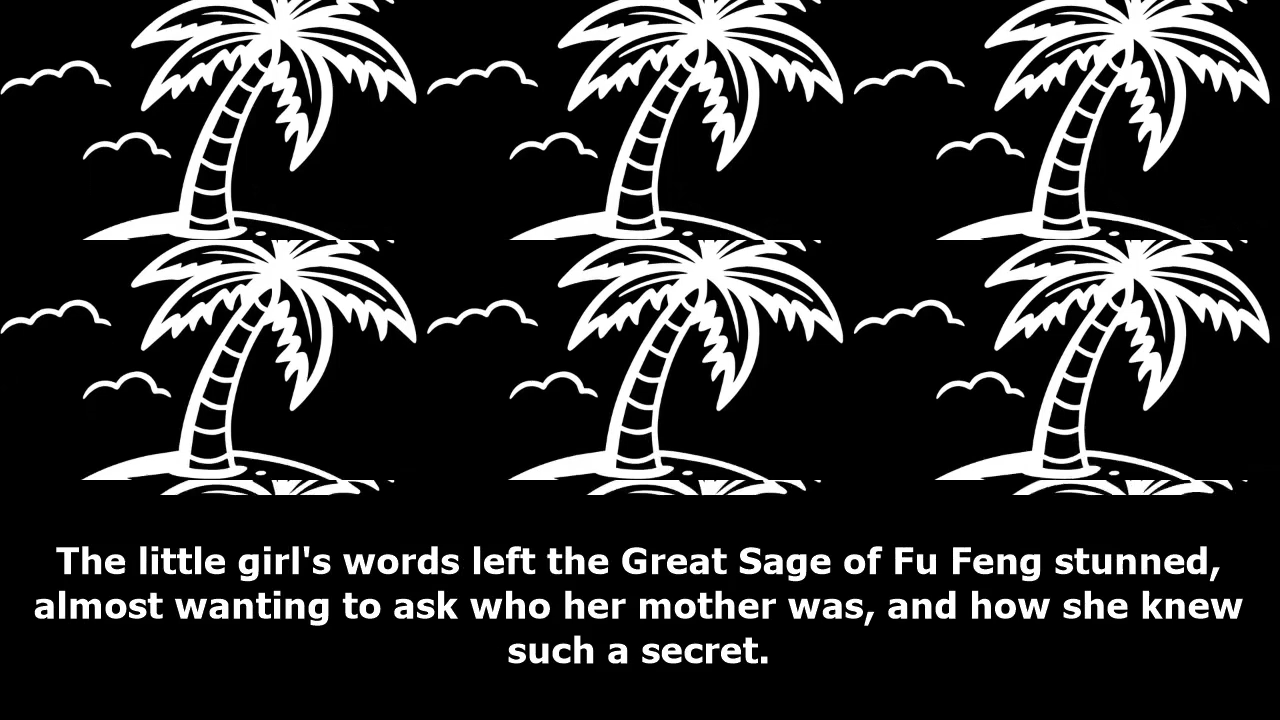 The little girl's words left the Great Sage of Fu Feng stunned,
almost wanting to ask who her mother was, and how she knew
such a secret.